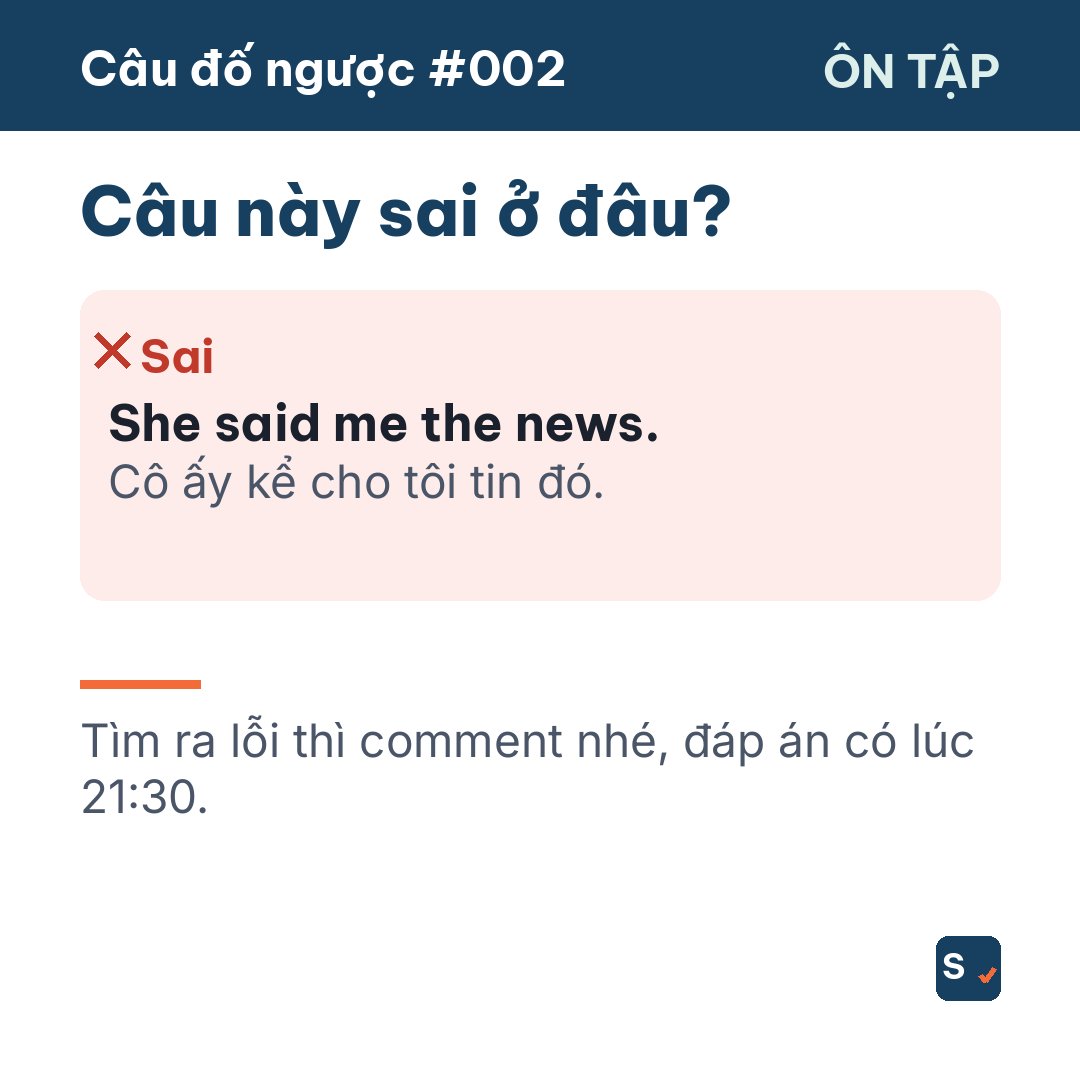 Câu đố ngược #002
ÔN TẬP
Câu này sai ở đâu?
Sai
She said me the news.
Cô ấy kể cho tôi tin đó.
Tìm ra lỗi thì comment nhé, đáp án có lúc
21:30.
S